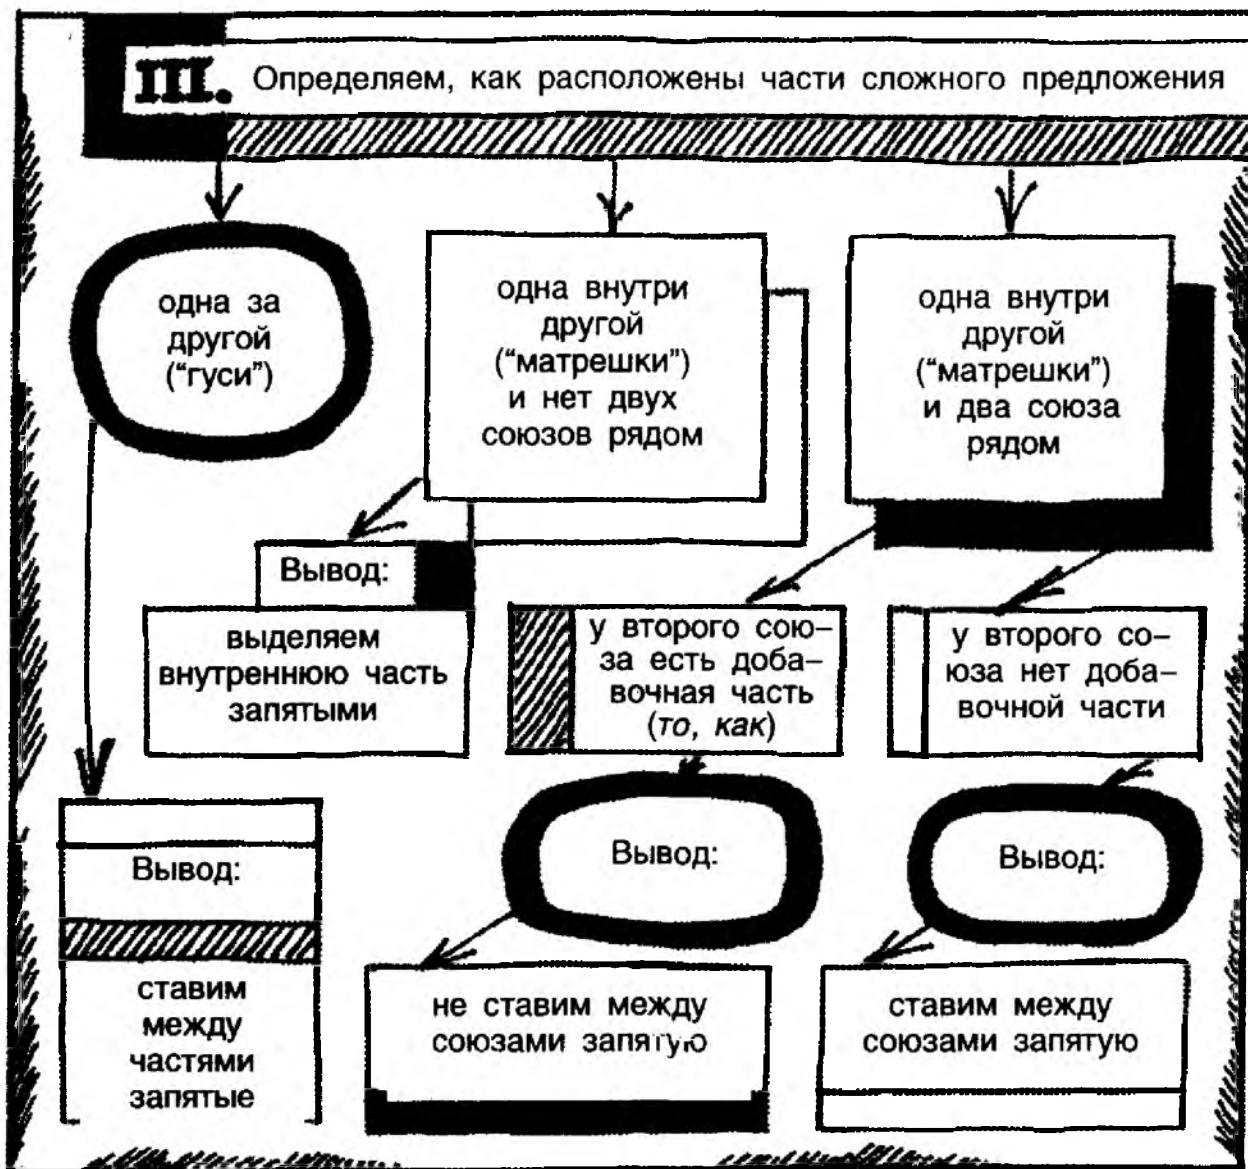 III. Определяем, как расположены части сложного предложения
одна за
другой
(“гуси”)
одна внутри
другой
(“матрешки”)
и нет двух
союзов рядом
одна внутри
другой
(“матрешки”)
и два союза
рядом
Вывод:
выделяем
внутреннюю часть
запятыми
у второго сою-
за есть доба-
вочная часть
(то, как)
у второго со-
юза нет доба-
вочной части
Вывод:
ставим
между
частями
запятые
Вывод:
не ставим между
союзами запятую
Вывод:
ставим между
союзами запятую